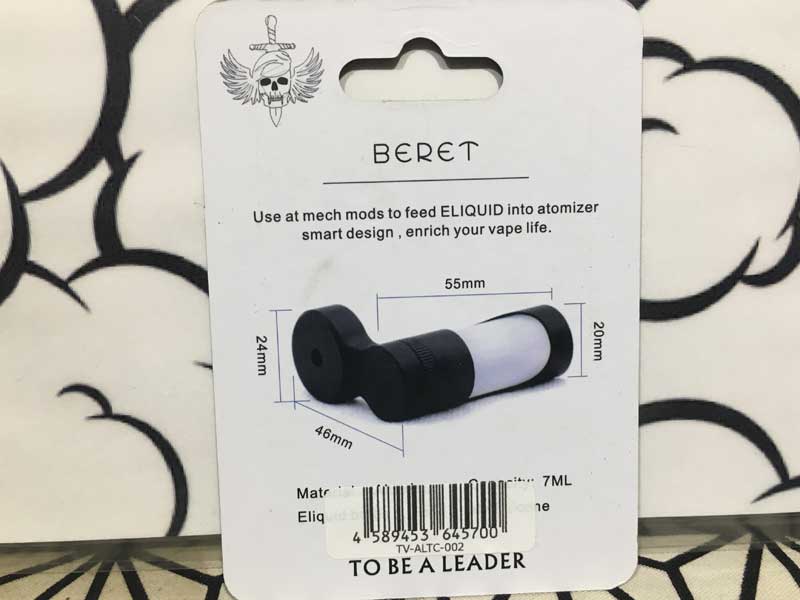 BERET
Use at mech mods to feed ELIQUID into atomizer
smart design , enrich your vape life.
55mm
24mm
20mm
46mm
7ML
4 589453 645700
TV-ALTC-002
TO BE A LEADER